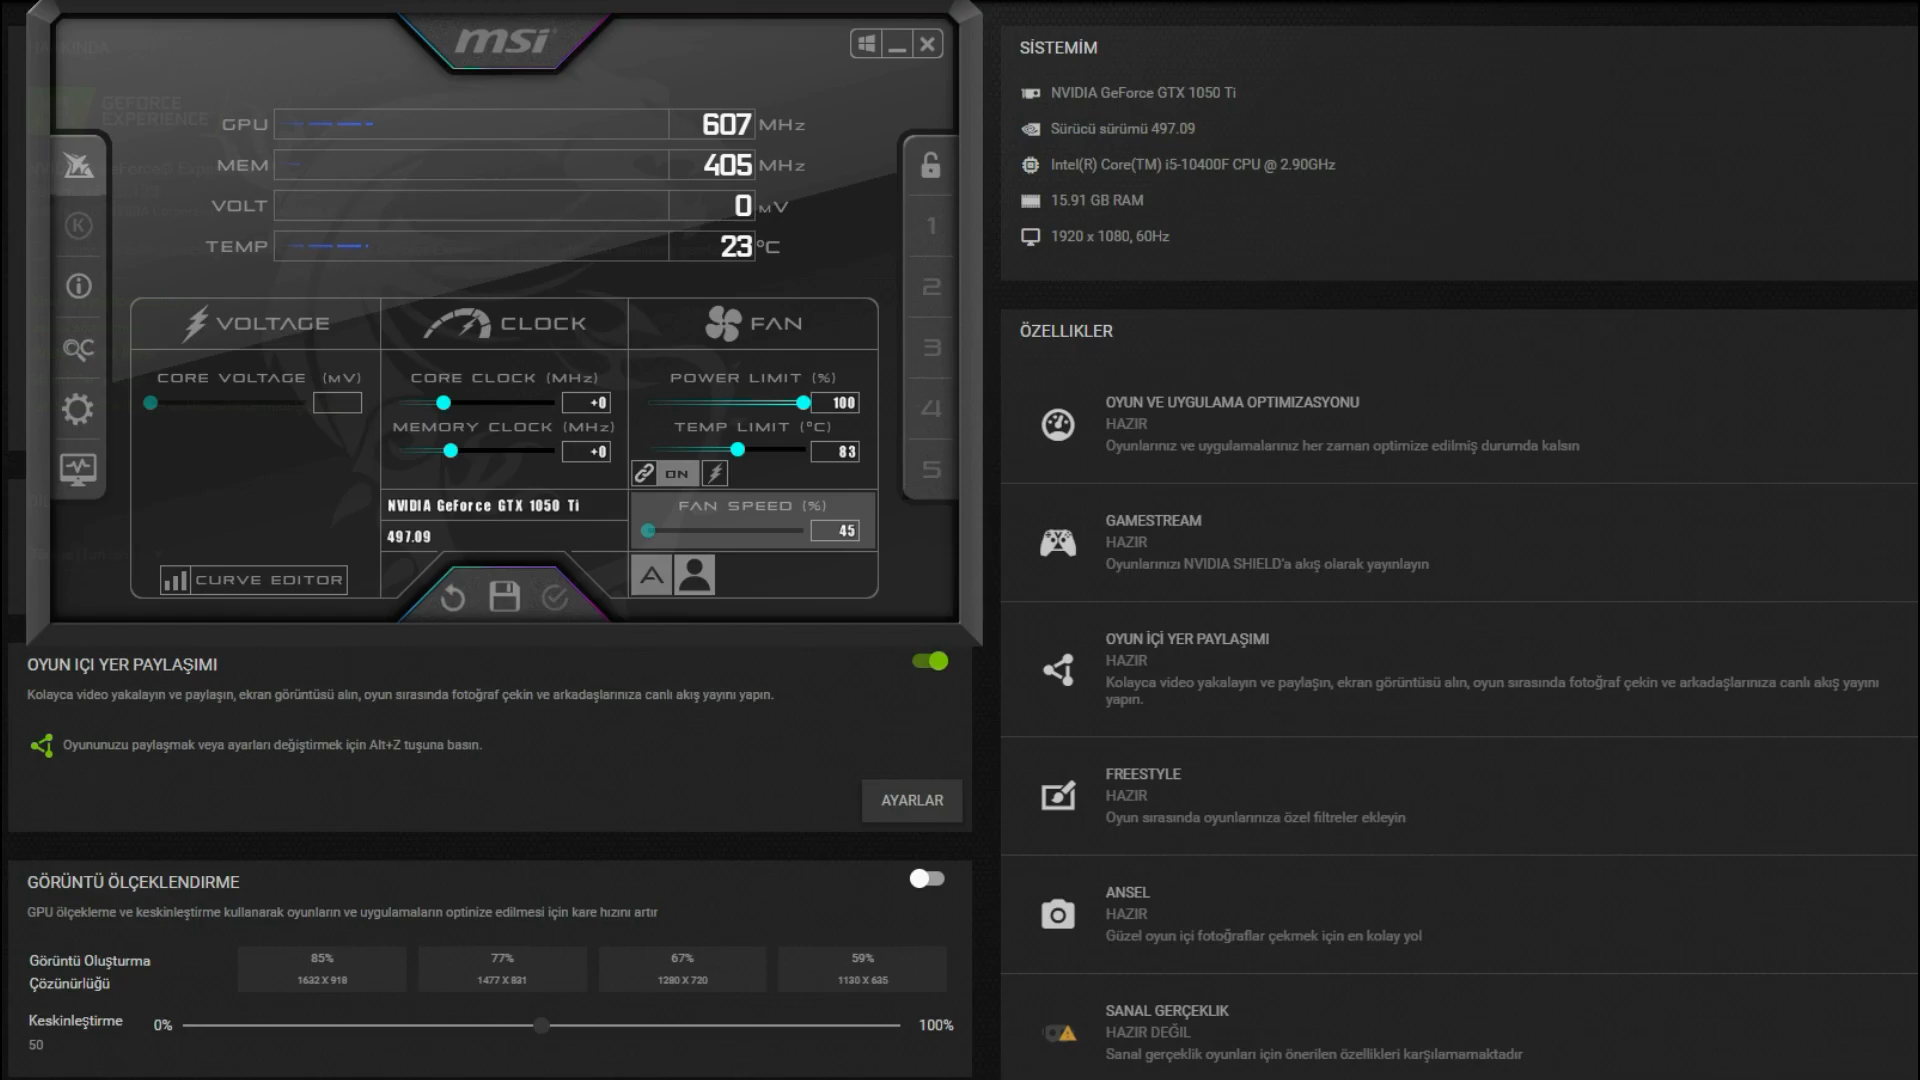 HAKKINDA
msi
GEFORCE
EXPERIENCE
GPU 607 MHz
MEM 405 MHz
VOLT 0 mV
TEMP 23 °C
K
OC
1
2
3
4
5
VOLTAGE
CLOCK
FAN
CORE VOLTAGE (MV)
CORE CLOCK (MHz)
+0
MEMORY CLOCK (MHz)
+0
POWER LIMIT (%)
100
TEMP LIMIT (°C)
83
ON
NVIDIA GeForce GTX 1050 Ti
497.09
FAN SPEED (%)
45
A
CURVE EDITOR
OYUN IÇI YER PAYLAŞIMI
Kolayca video yakalayın ve paylaşın, ekran görüntüsü alın, oyun sırasında fotoğraf çekin ve arkadaşlarınıza canlı akış yayını yapın.
Oyununuzu paylaşmak veya ayarları değiştirmek için Alt+Z tuşuna basın.
AYARLAR
GÖRÜNTÜ ÖLÇEKLENDIRME
GPU ölçekleme ve keskinleştirme kullanarak oyunların ve uygulamaların optinize edilmesi için kare hızını artır
Görüntü Oluşturma
Çözünürlüğü
85%
1632 X 918
77%
1477 X 831
67%
1280 X 720
59%
1130 X 635
Keskinleştirme
50
0%
100%
SİSTEMİM
NVIDIA GeForce GTX 1050 Ti
Sürücü sürümü 497.09
Intel(R) Core(TM) i5-10400F CPU @ 2.90GHz
15.91 GB RAM
1920 x 1080, 60Hz
ÖZELLIKLER
OYUN VE UYGULAMA OPTIMIZASYONU
HAZIR
Oyunlarınız ve uygulamalarınız her zaman optimize edilmiş durumda kalsın
GAMESTREAM
HAZIR
Oyunlarınızı NVIDIA SHIELD'a akış olarak yayınlayın
OYUN İÇİ YER PAYLAŞIMI
HAZIR
Kolayca video yakalayın ve paylaşın, ekran görüntüsü alın, oyun sırasında fotoğraf çekin ve arkadaşlarınıza canlı akış yayını
yapın.
FREESTYLE
HAZIR
Oyun sırasında oyunlarınıza özel filtreler ekleyin
ANSEL
HAZIR
Güzel oyun içi fotoğraflar çekmek için en kolay yol
SANAL GERÇEKLIK
HAZIR DEĞIL
Sanal gerçeklik oyunları için önerilen özellikleri karşılamamaktadır